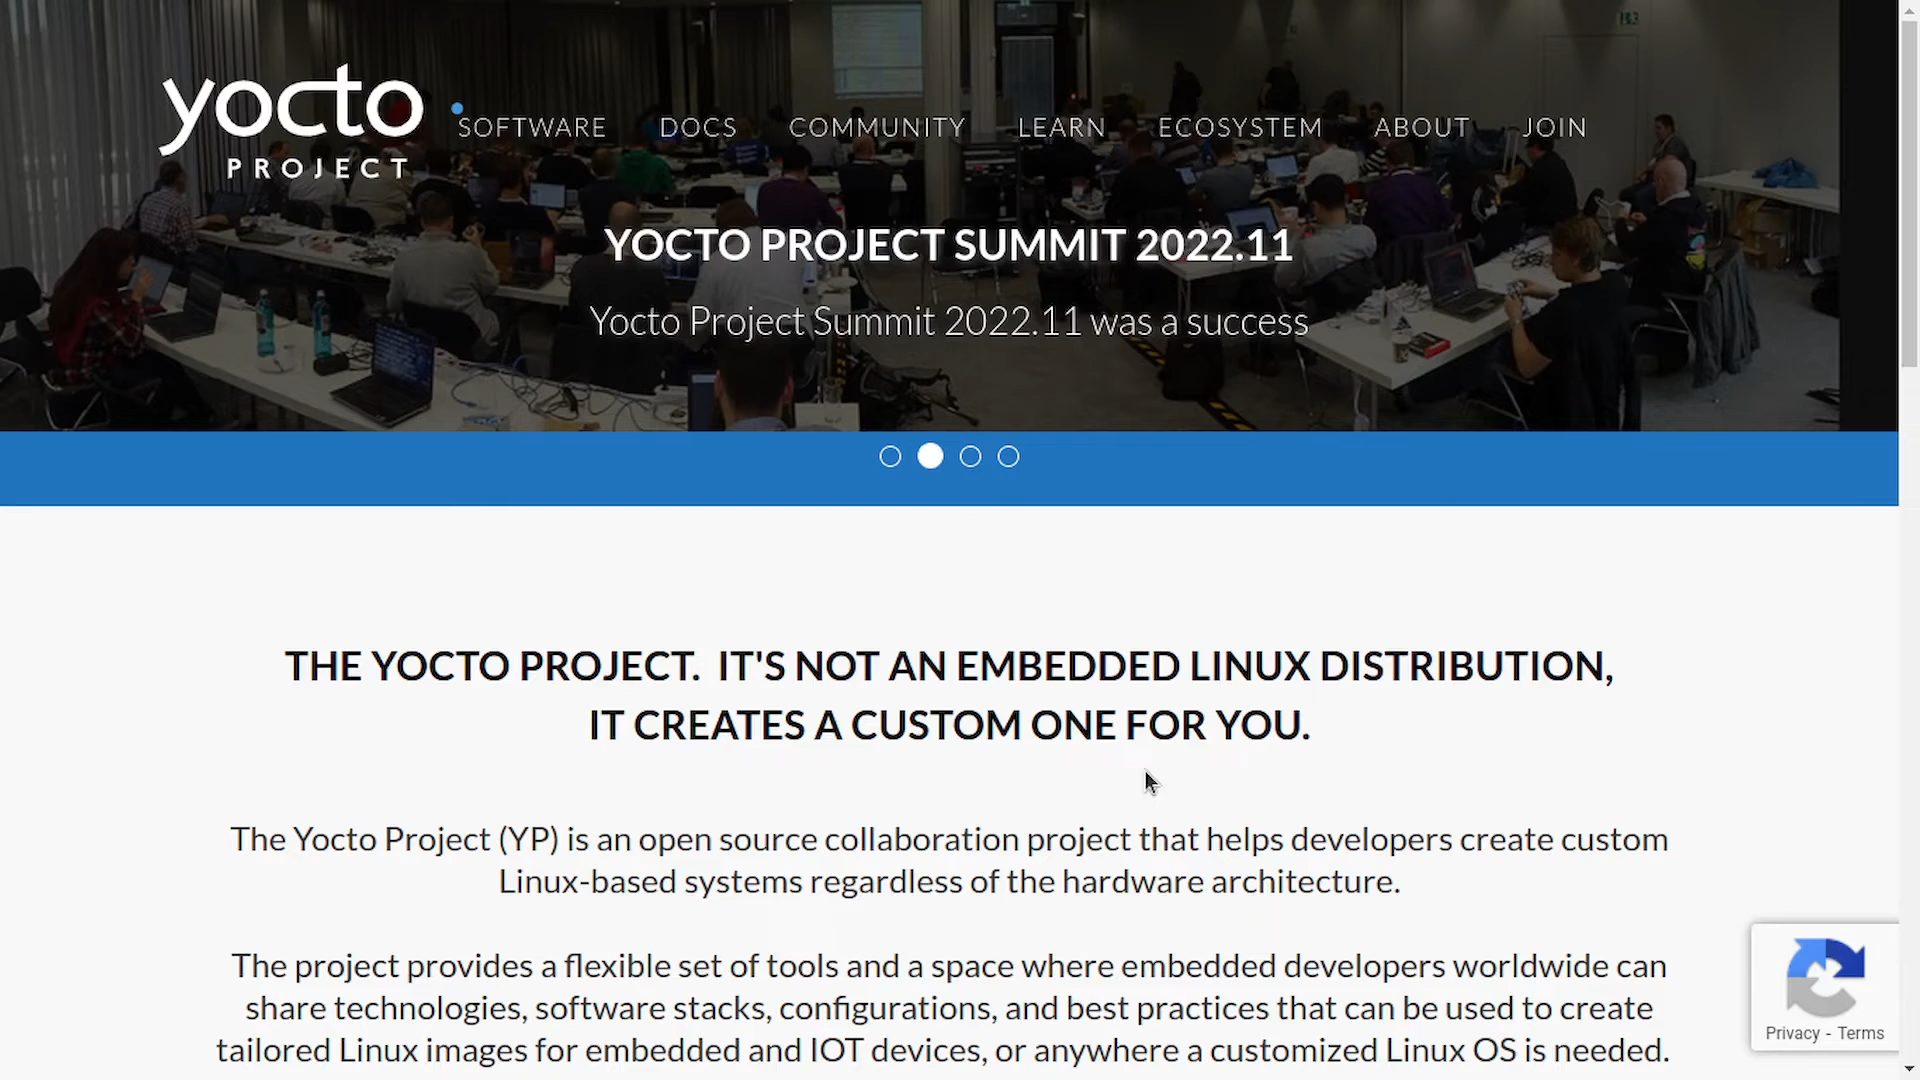 yocto
PROJECT
SOFTWARE DOCS COMMUNITY LEARN ECOSYSTEM ABOUT JOIN
YOCTO PROJECT SUMMIT 2022.11
Yocto Project Summit 2022.11 was a success
THE YOCTO PROJECT. IT'S NOT AN EMBEDDED LINUX DISTRIBUTION,
IT CREATES A CUSTOM ONE FOR YOU.
The Yocto Project (YP) is an open source collaboration project that helps developers create custom
Linux-based systems regardless of the hardware architecture.
The project provides a flexible set of tools and a space where embedded developers worldwide can
share technologies, software stacks, configurations, and best practices that can be used to create
tailored Linux images for embedded and IOT devices, or anywhere a customized Linux OS is needed.
Privacy - Terms